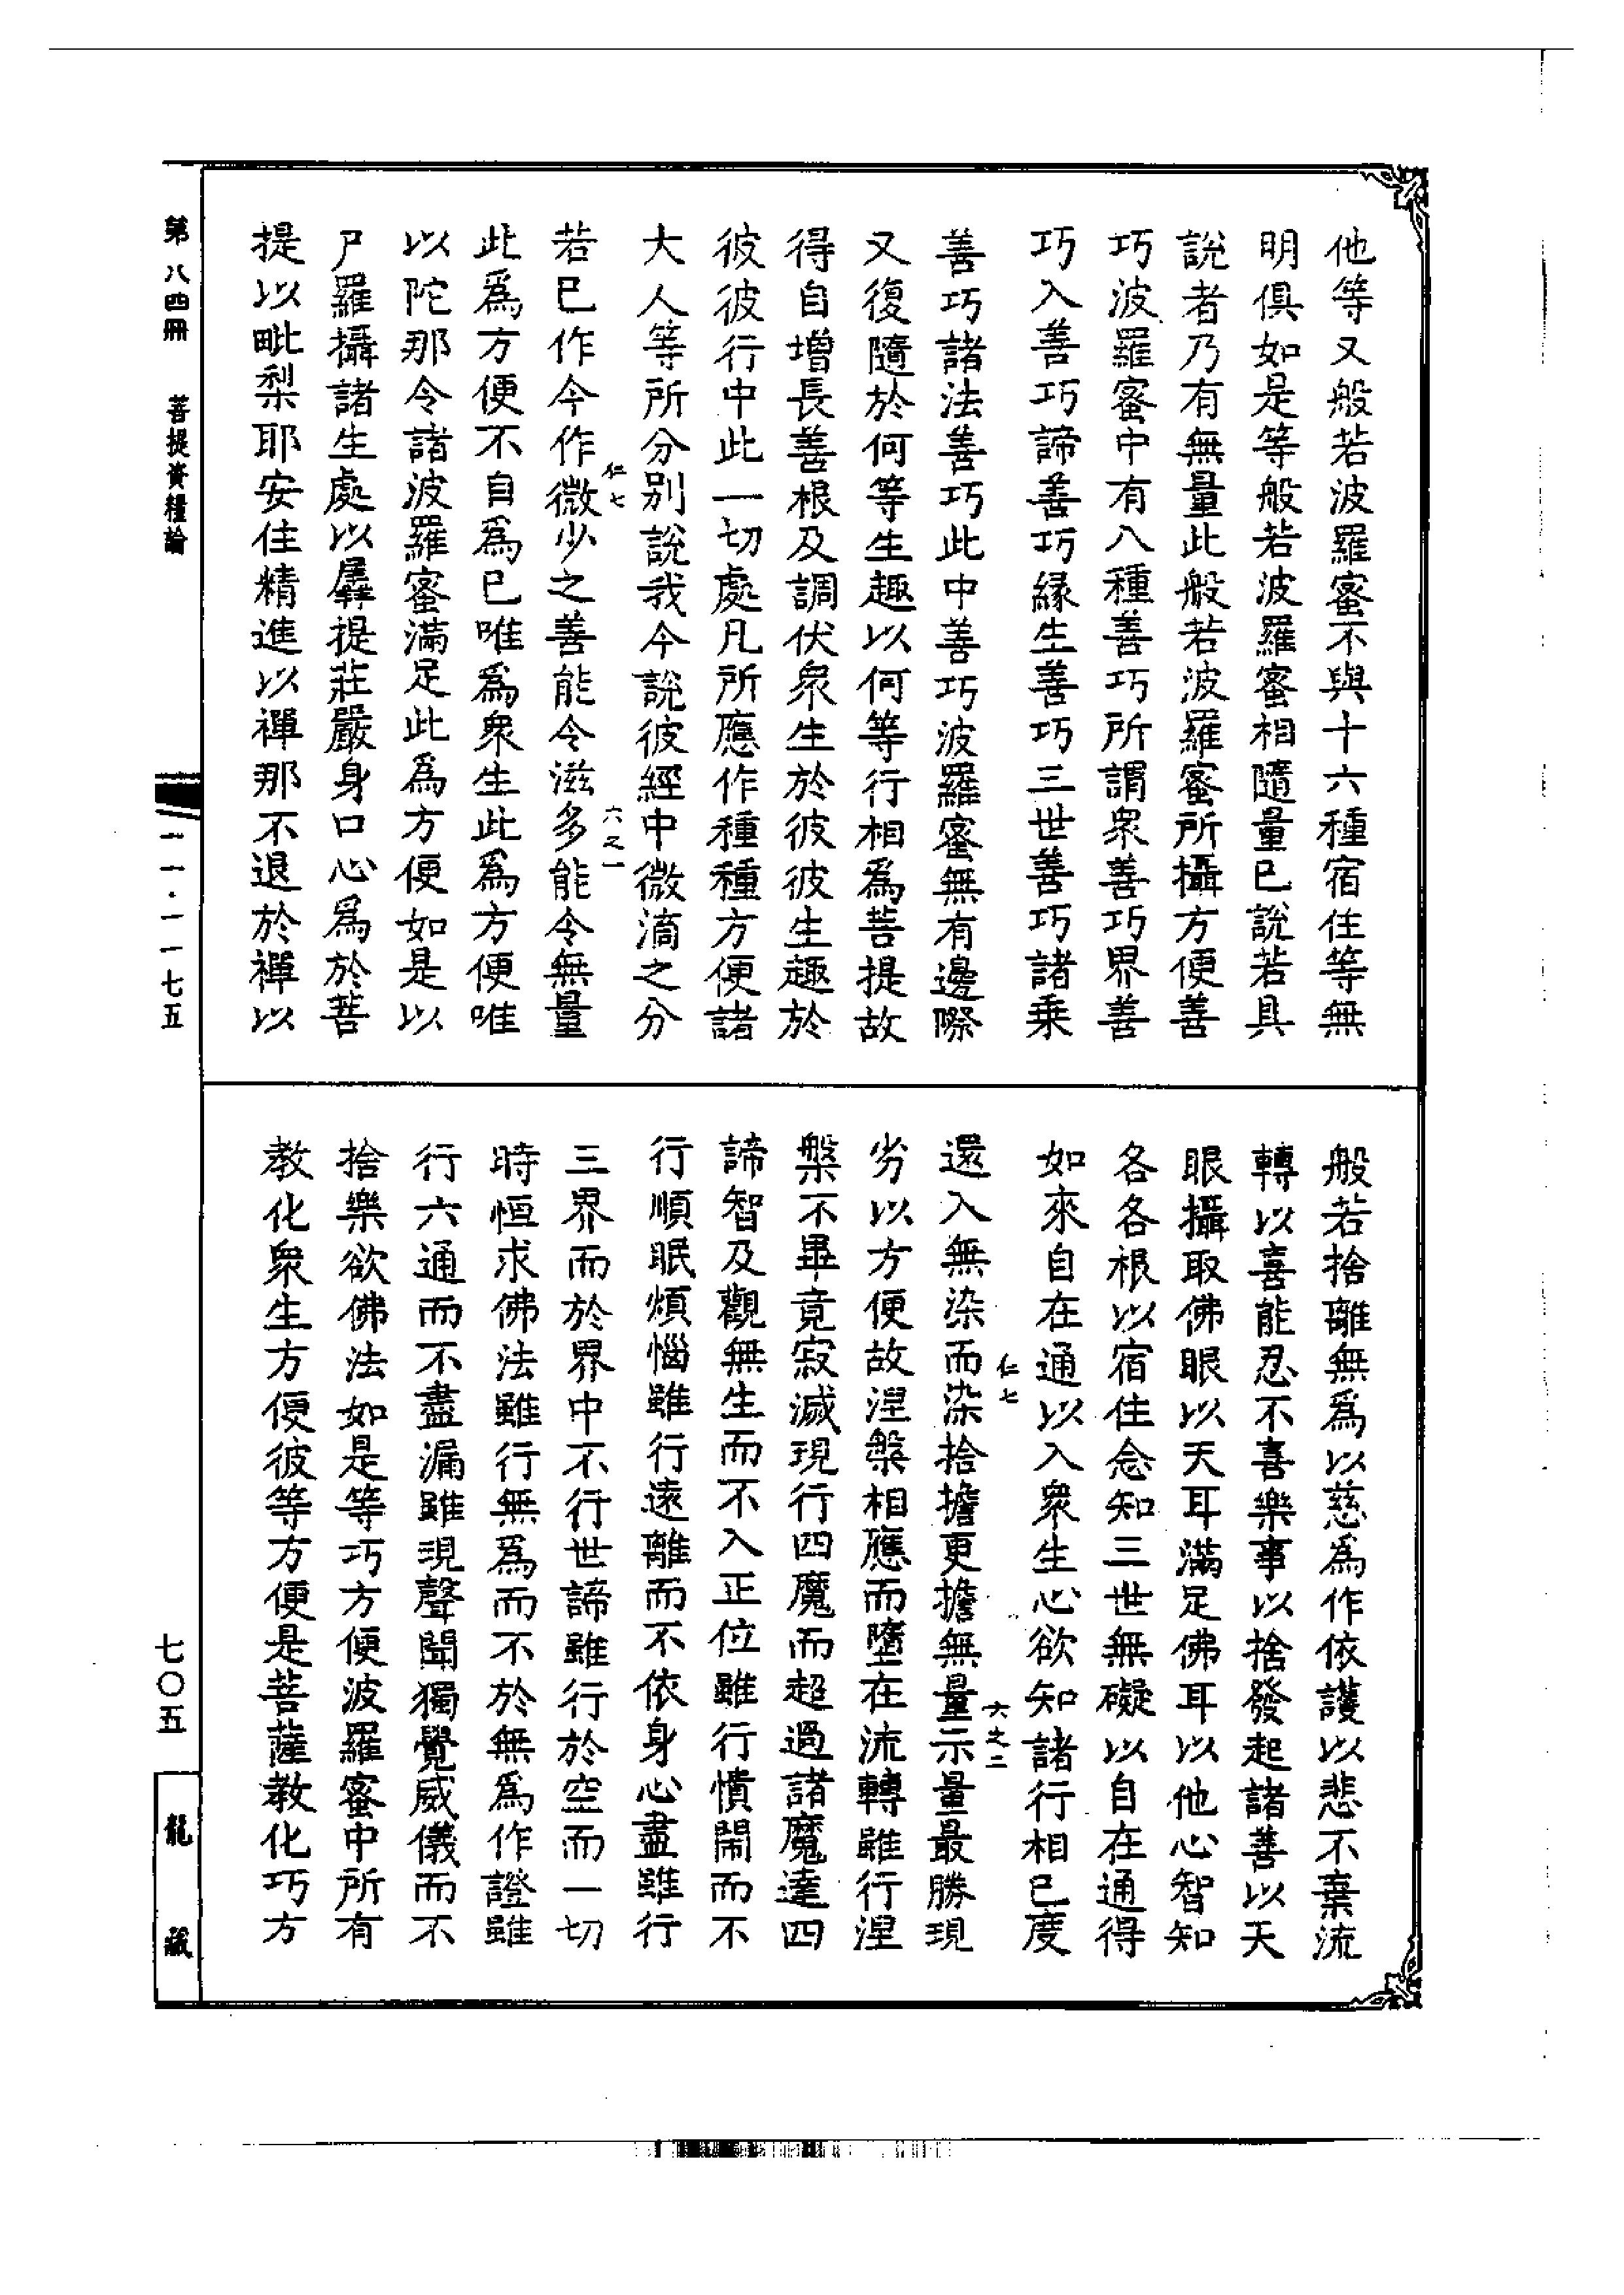 他等又般若波羅蜜不與十六種宿住等無
明俱如是等般若波羅蜜相隨量已說若具
說者乃有無量此般若波羅蜜所攝方便善
巧波羅蜜中有八種善巧所謂衆善巧界善
巧入善巧諦善巧緣生善巧三世善巧諸乘
善巧諸法善巧此中善巧波羅蜜無有邊際
又復隨於何等生趣以何等行相爲菩提故
得自增長善根及調伏衆生於彼彼生趣於
彼彼行中此一切處凡所應作種種方便諸
大人等所分別說我今說彼經中微滴之分
仁七 六之一
若已作今作微少之善能令滋多能令無量
此爲方便不自爲已唯爲衆生此爲方便唯
以陀那令諸波羅蜜滿足此爲方便如是以
尸羅攝諸生處以羼提莊嚴身口心爲於菩
提以毗梨耶安住精進以禪那不退於禪以
般若捨離無爲以慈爲作依護以悲不棄流
轉以喜能忍不喜樂事以捨發起諸善以天
眼攝取佛眼以天耳滿足佛耳以他心智知
各各根以宿住念知三世無礙以自在通得
如來自在通以入衆生心欲知諸行相已度
仁七 六之二
還入無染而染捨擔更擔無量示量最勝現
劣以方便故涅槃相應而墮在流轉雖行涅
槃不畢竟寂滅現行四魔而超過諸魔達四
諦智及觀無生而不入正位雖行憒閙而不
行順眠煩惱雖行遠離而不依身心盡雖行
三界而於界中不行世諦雖行於空而一切
時恒求佛法雖行無爲而不於無爲作證雖
行六通而不盡漏雖現聲聞獨覺威儀而不
捨樂欲佛法如是等巧方便波羅蜜中所有
教化衆生方便彼等方便是菩薩教化巧方
第八四冊 菩提資糧論
一一·一一七五
七〇五
龍藏